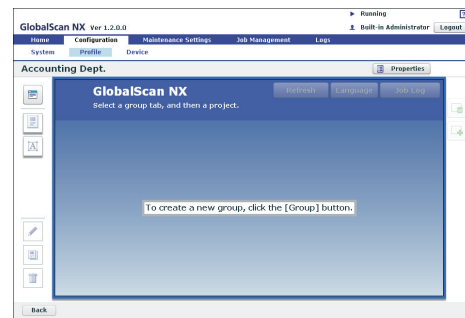 Running
GlobalScan NX Ver 1.2.0.0
Built-in Administrator Logout
Home Configuration Maintenance Settings Job Management Logs
System Profile Device
Accounting Dept. Properties
GlobalScan NX
Refresh Language Job Log
Select a group tab, and then a project.
A
To create a new group, click the [Group] button.
Back